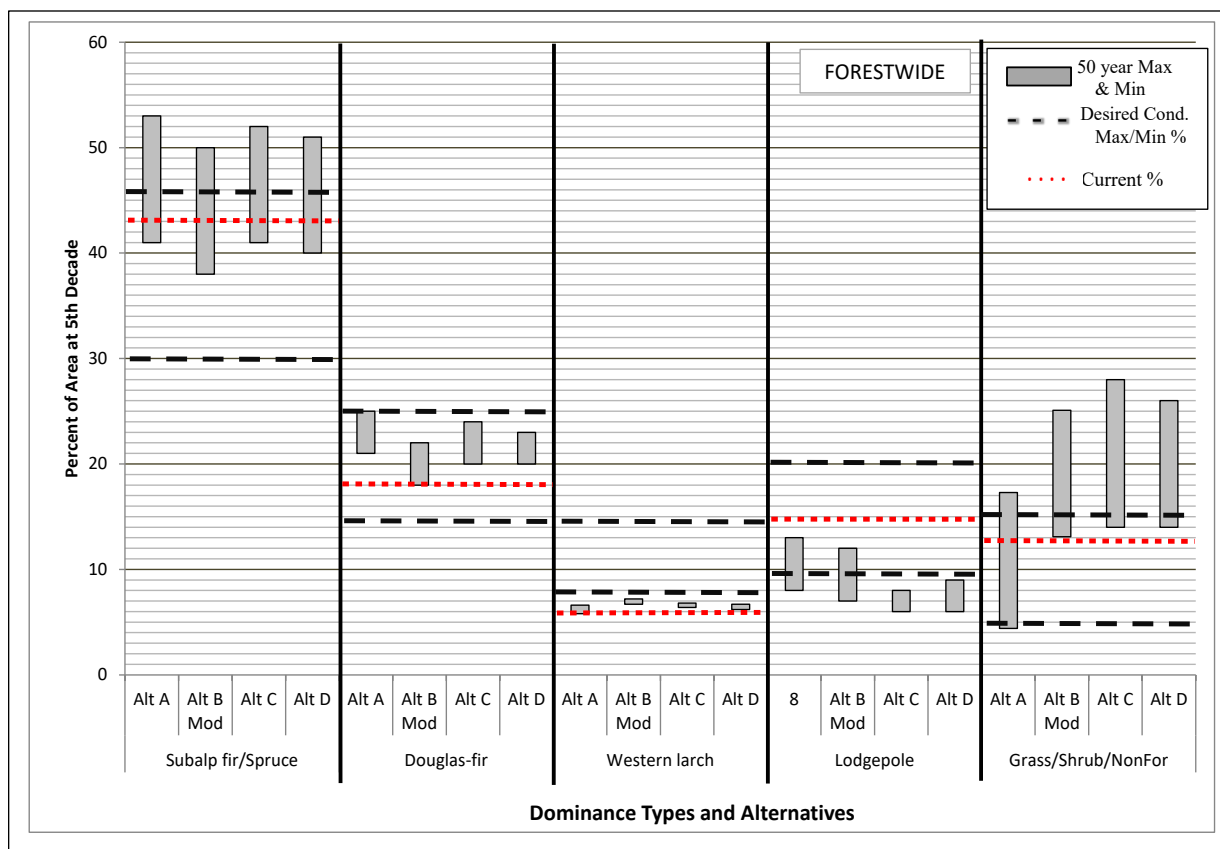 FORESTWIDE
50 year Max
& Min
Desired Cond.
Max/Min %
Current %
Percent of Area at 5th Decade
60
50
40
30
20
10
0
Alt A Alt B Alt C Alt D Alt A Alt B Alt C Alt D Alt A Alt B Alt C Alt D 8 Alt B Alt C Alt D Alt A Alt B Alt C Alt D
Mod Mod Mod Mod Mod
Subalp fir/Spruce Douglas-fir Western larch Lodgepole Grass/Shrub/NonFor
Dominance Types and Alternatives